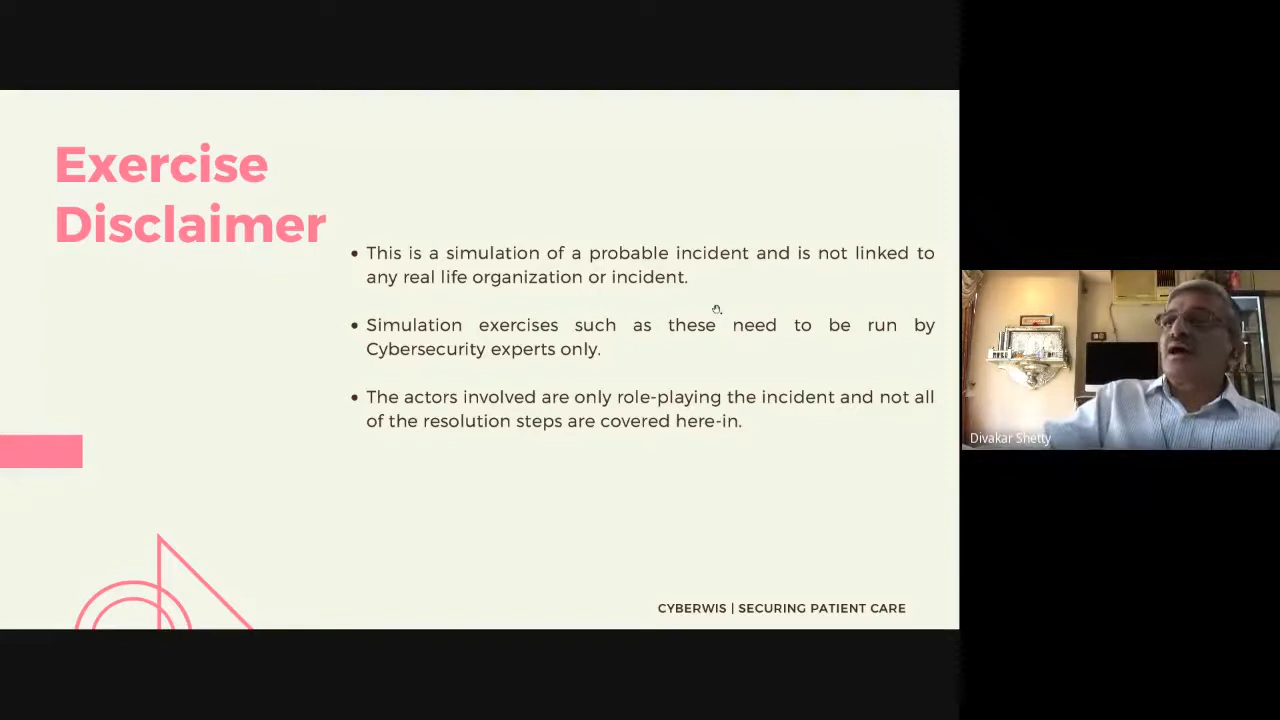 Exercise
Disclaimer
• This is a simulation of a probable incident and is not linked to
any real life organization or incident.
• Simulation exercises such as these need to be run by
Cybersecurity experts only.
• The actors involved are only role-playing the incident and not all
of the resolution steps are covered here-in.
CYBERWIS | SECURING PATIENT CARE
Divakar Shetty